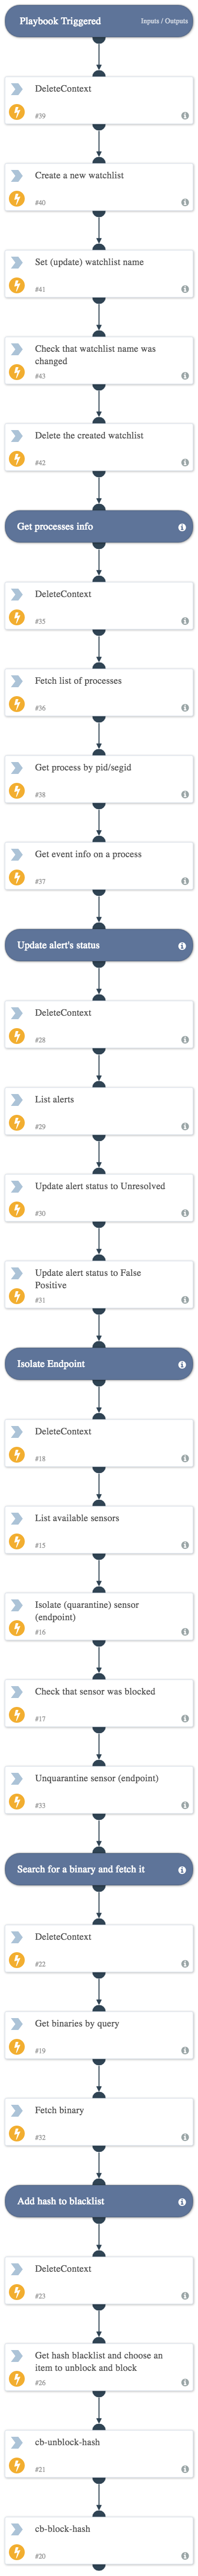 Playbook Triggered
Inputs / Outputs
DeleteContext
#39
Create a new watchlist
#40
Set (update) watchlist name
#41
Check that watchlist name was
changed
#43
Delete the created watchlist
#42
Get processes info
DeleteContext
#35
Fetch list of processes
#36
Get process by pid/segid
#38
Get event info on a process
#37
Update alert's status
DeleteContext
#28
List alerts
#29
Update alert status to Unresolved
#30
Update alert status to False
Positive
#31
Isolate Endpoint
DeleteContext
#18
List available sensors
#15
Isolate (quarantine) sensor
(endpoint)
#16
Check that sensor was blocked
#17
Unquarantine sensor (endpoint)
#33
Search for a binary and fetch it
DeleteContext
#22
Get binaries by query
#19
Fetch binary
#32
Add hash to blacklist
DeleteContext
#23
Get hash blacklist and choose an
item to unblock and block
#26
cb-unblock-hash
#21
cb-block-hash
#20